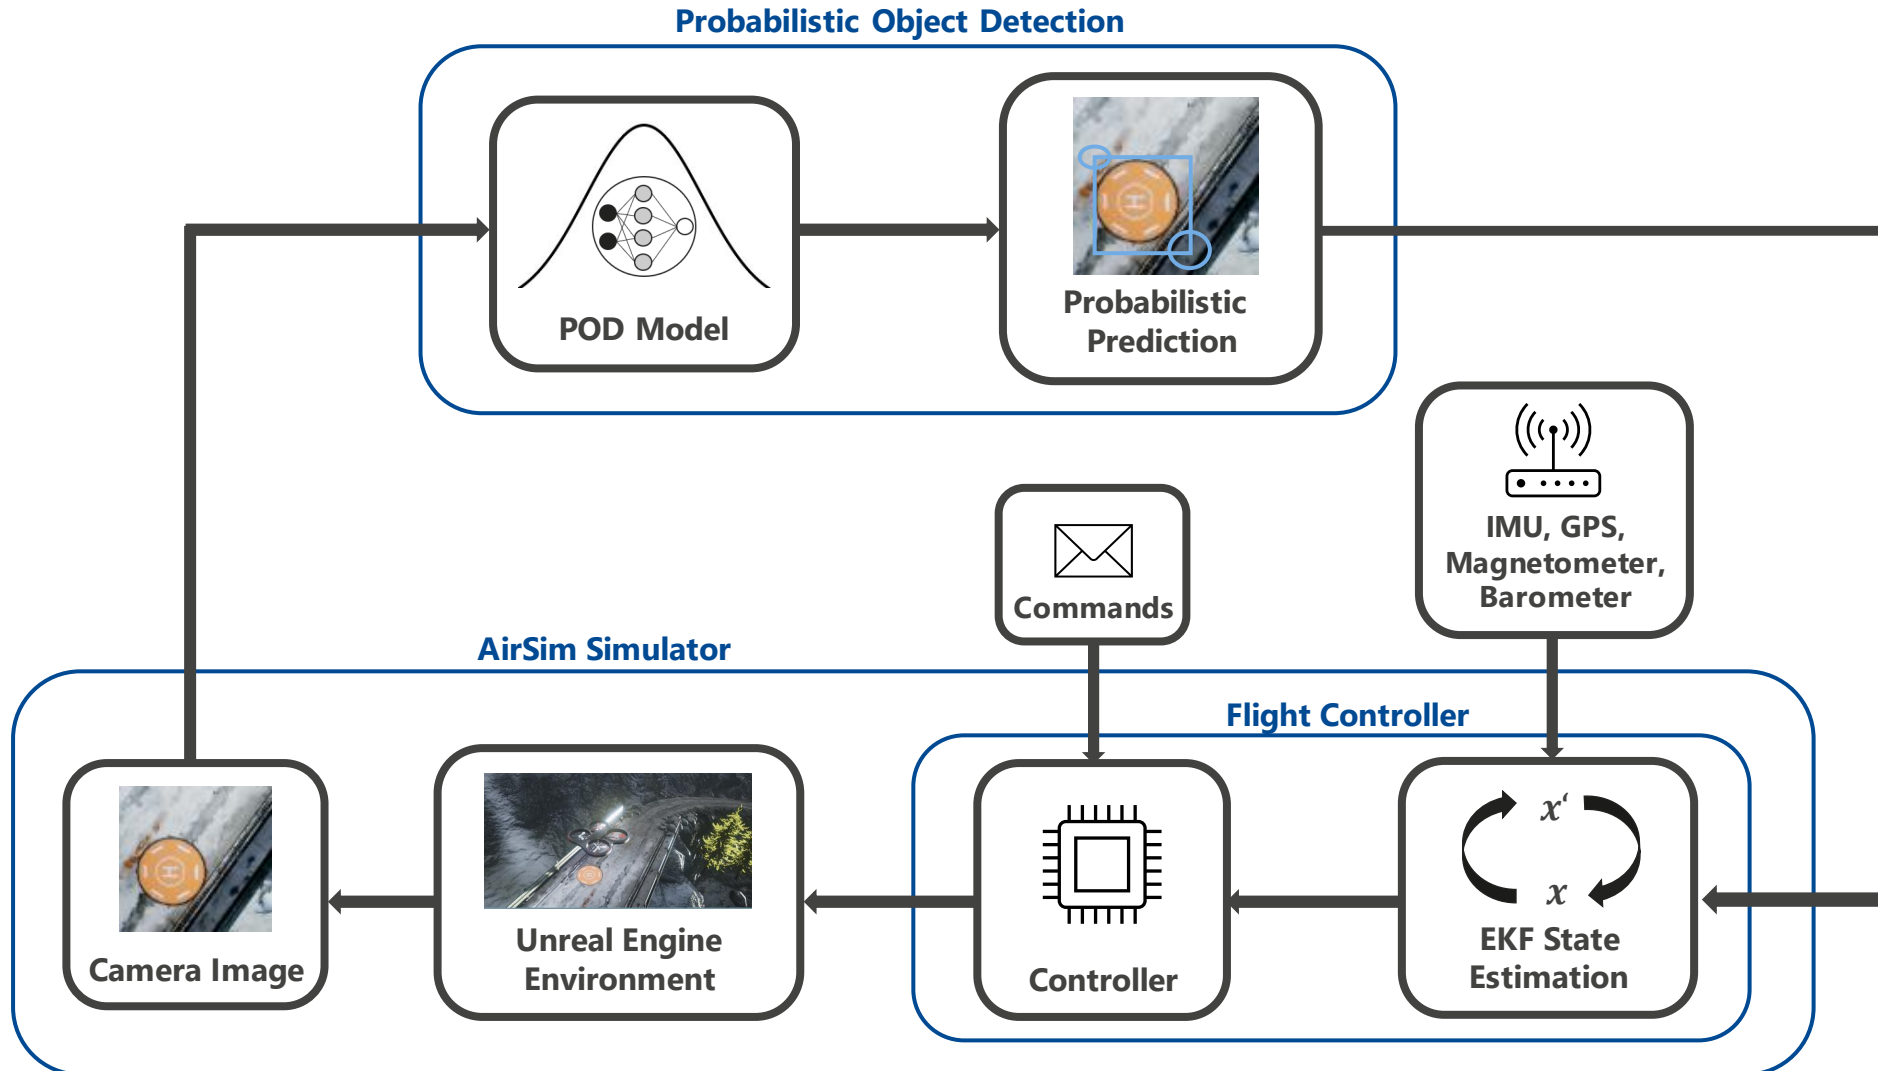 Probabilistic Object Detection
POD Model
Probabilistic
Prediction
IMU, GPS,
Magnetometer,
Barometer
Commands
AirSim Simulator
Flight Controller
Camera Image
Unreal Engine
Environment
Controller
x‘
x
EKF State
Estimation
H
H